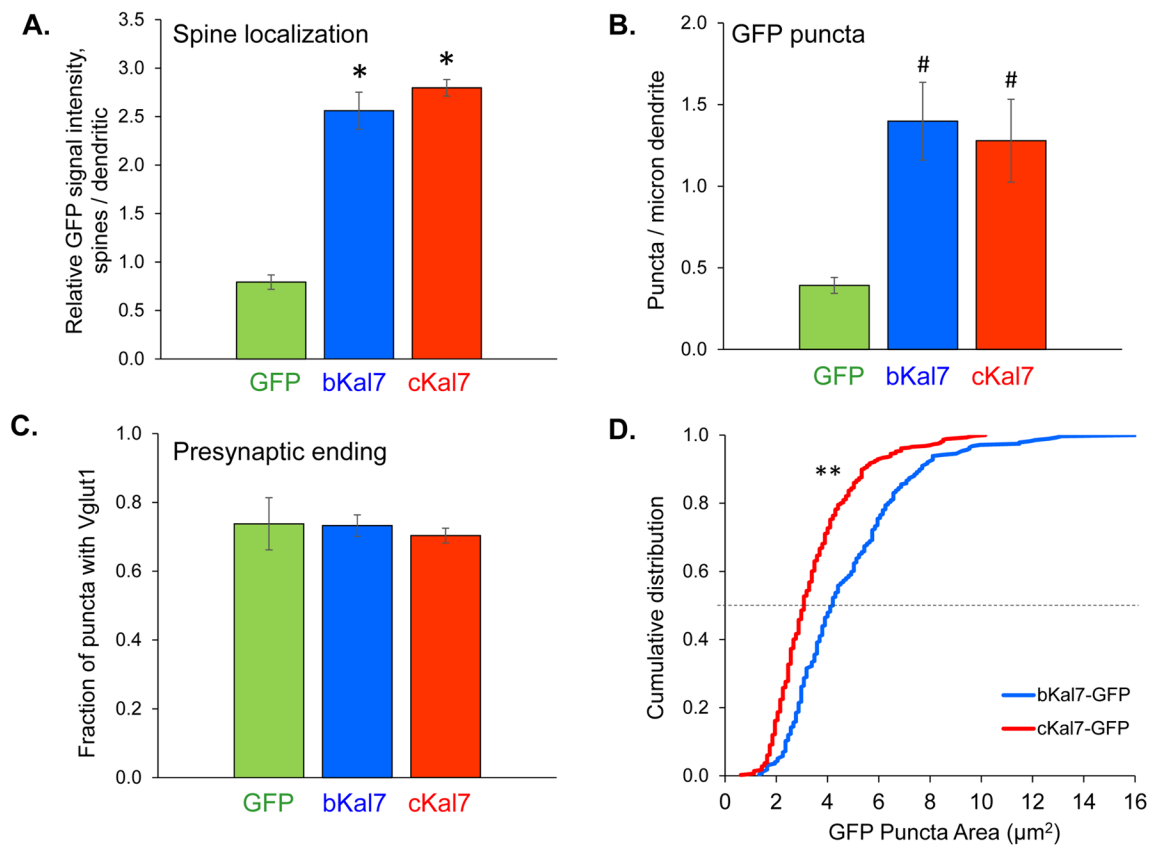 A.
Spine localization
Relative GFP signal intensity,
spines / dendritic
3.5
3.0
2.5
2.0
1.5
1.0
0.5
0.0
*
*
GFP
bKal7
cKal7
B.
GFP puncta
Puncta / micron dendrite
2.0
1.5
1.0
0.5
0.0
#
#
GFP
bKal7
cKal7
C.
Presynaptic ending
Fraction of puncta with Vglut1
1.0
0.8
0.6
0.4
0.2
0.0
GFP
bKal7
cKal7
D.
Cumulative distribution
1.0
0.8
0.6
0.4
0.2
0.0
**
bKal7-GFP
cKal7-GFP
0 2 4 6 8 10 12 14 16
GFP Puncta Area (µm²)